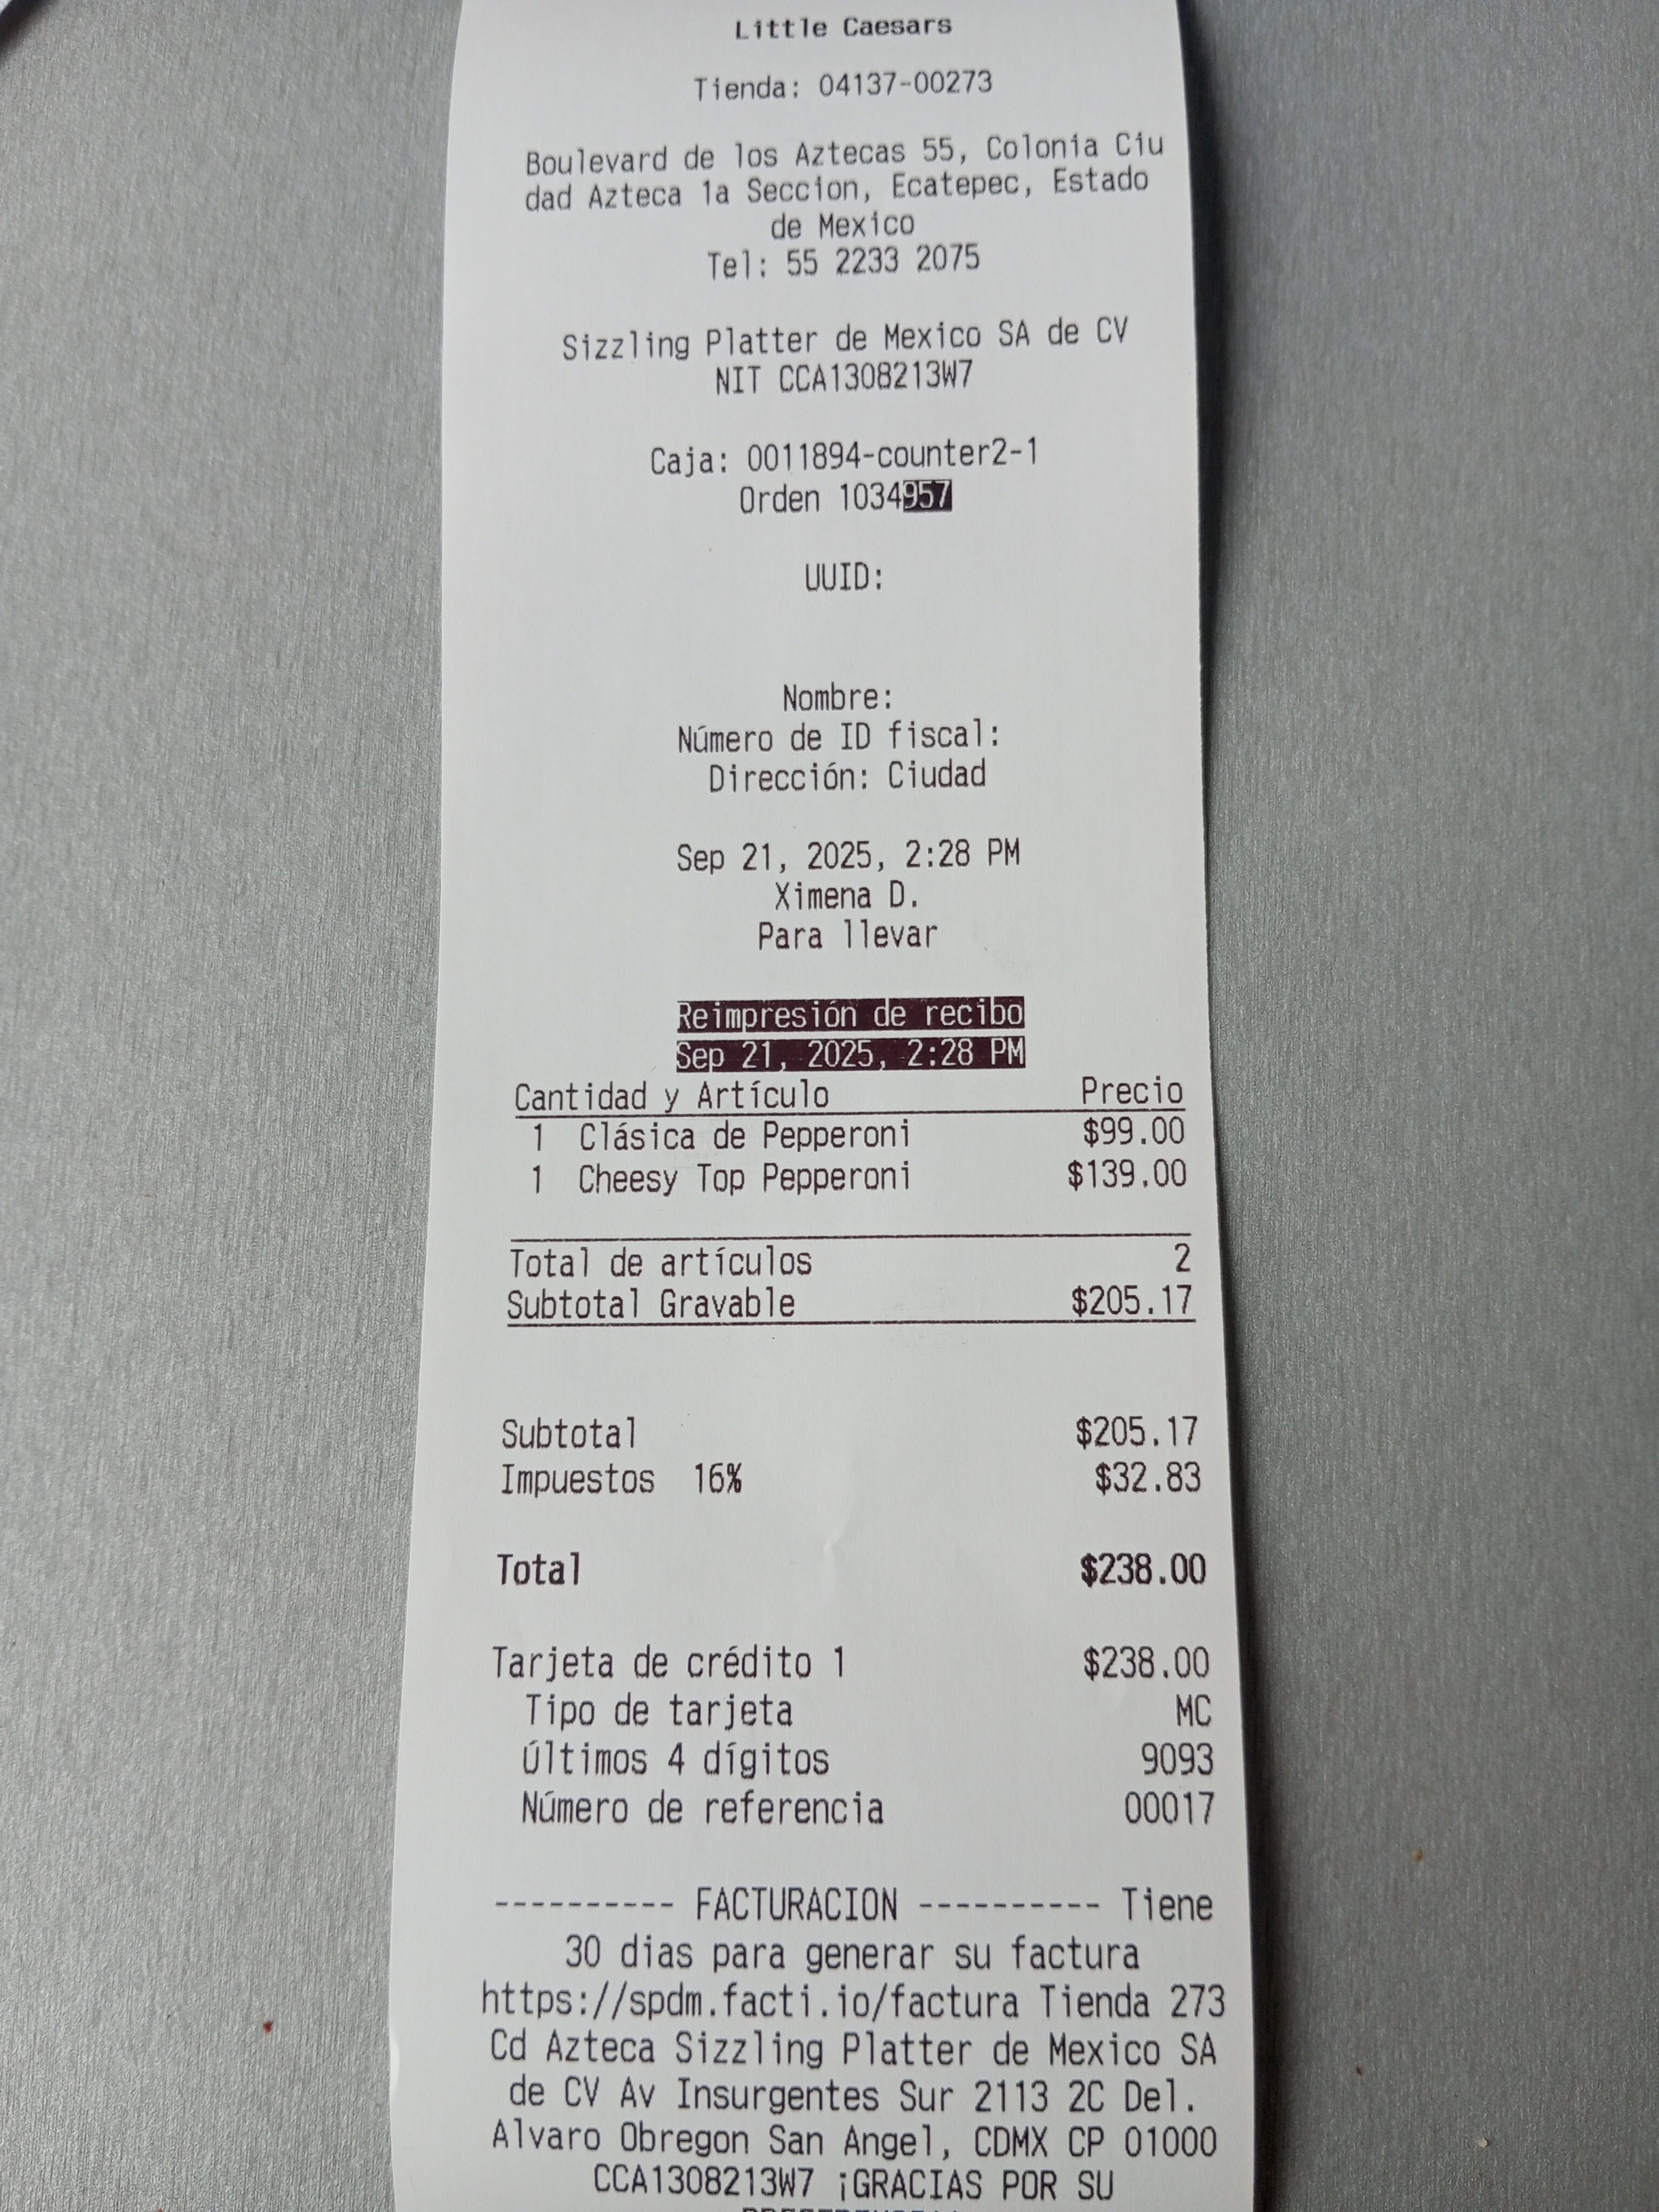 Little Caesars
Tienda: 04137-00273
Boulevard de los Aztecas 55, Colonia Ciu
dad Azteca 1a Seccion, Ecatepec, Estado
de Mexico
Tel: 55 2233 2075
Sizzling Platter de Mexico SA de CV
NIT CCA1308213W7
Caja: 0011894-counter2-1
Orden 1034957
UUID:
Nombre:
Número de ID fiscal:
Dirección: Ciudad
Sep 21, 2025, 2:28 PM
Ximena D.
Para llevar
Reimpresión de recibo
Sep 21, 2025, 2:28 PM
Cantidad y Artículo Precio
1 Clásica de Pepperoni $99.00
1 Cheesy Top Pepperoni $139.00
Total de artículos 2
Subtotal Gravable $205.17
Subtotal $205.17
Impuestos 16% $32.83
Total $238.00
Tarjeta de crédito 1 $238.00
Tipo de tarjeta MC
Últimos 4 dígitos 9093
Número de referencia 00017
---------- FACTURACION ---------- Tiene
30 dias para generar su factura
https://spdm.facti.io/factura Tienda 273
Cd Azteca Sizzling Platter de Mexico SA
de CV Av Insurgentes Sur 2113 2C Del.
Alvaro Obregon San Angel, CDMX CP 01000
CCA1308213W7 ¡GRACIAS POR SU